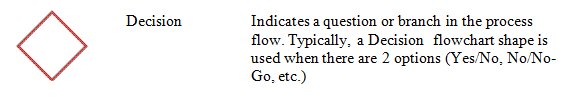 Decision
Indicates a question or branch in the process
flow. Typically, a Decision flowchart shape is
used when there are 2 options (Yes/No, No/No-
Go, etc.)